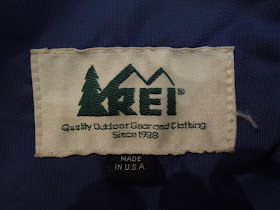 REI®
Quality Outdoor Gear and Clothing
Since 1938
MADE
IN U.S.A.